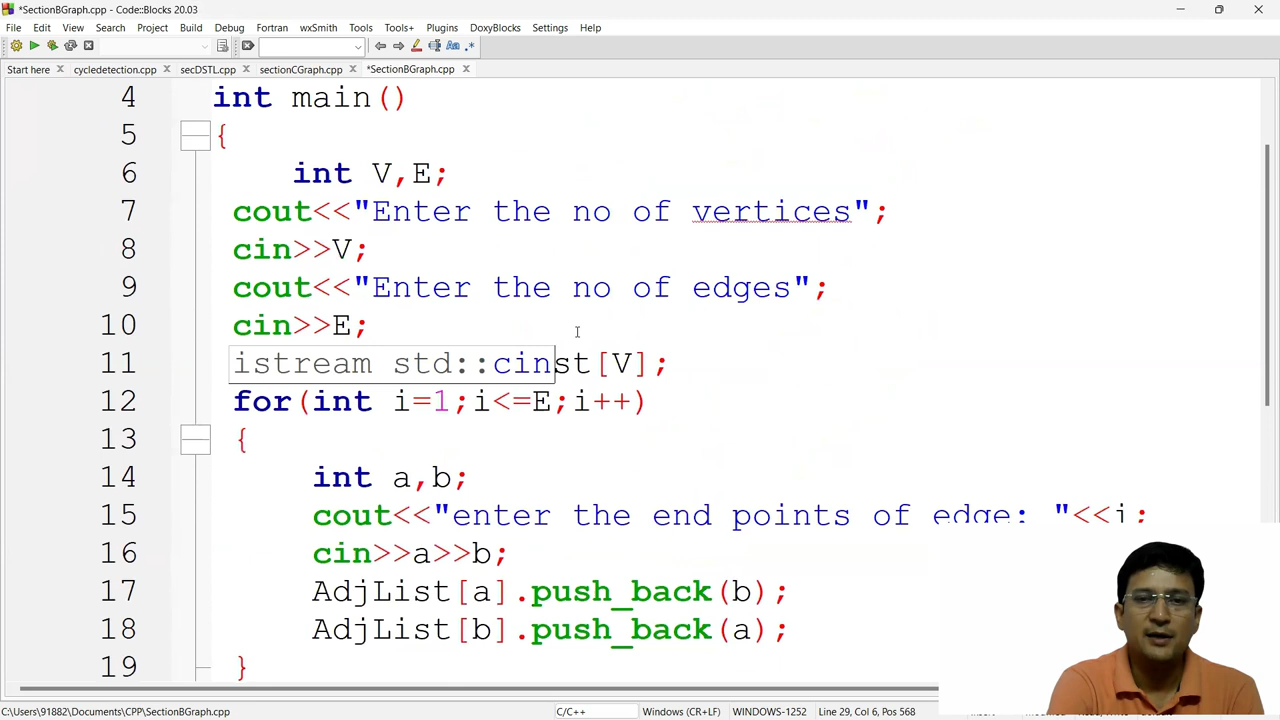 *SectionBGraph.cpp - Code::Blocks 20.03
File Edit View Search Project Build Debug Fortran wxSmith Tools Tools+ Plugins DoxyBlocks Settings Help
Start here cycledetection.cpp secDSTL.cpp sectionCGraph.cpp *SectionBGraph.cpp
4 int main()
5 {
6 int V,E;
7 cout<<"Enter the no of vertices";
8 cin>>V;
9 cout<<"Enter the no of edges";
10 cin>>E;
11 istream std::cinst[V];
12 for(int i=1;i<=E;i++)
13 {
14 int a,b;
15 cout<<"enter the end points of edge: "<<i;
16 cin>>a>>b;
17 AdjList[a].push_back(b);
18 AdjList[b].push_back(a);
19 }
C:\Users\91882\Documents\CPP\SectionBGraph.cpp C/C++ Windows (CR+LF) WINDOWS-1252 Line 29, Col 6, Pos 568